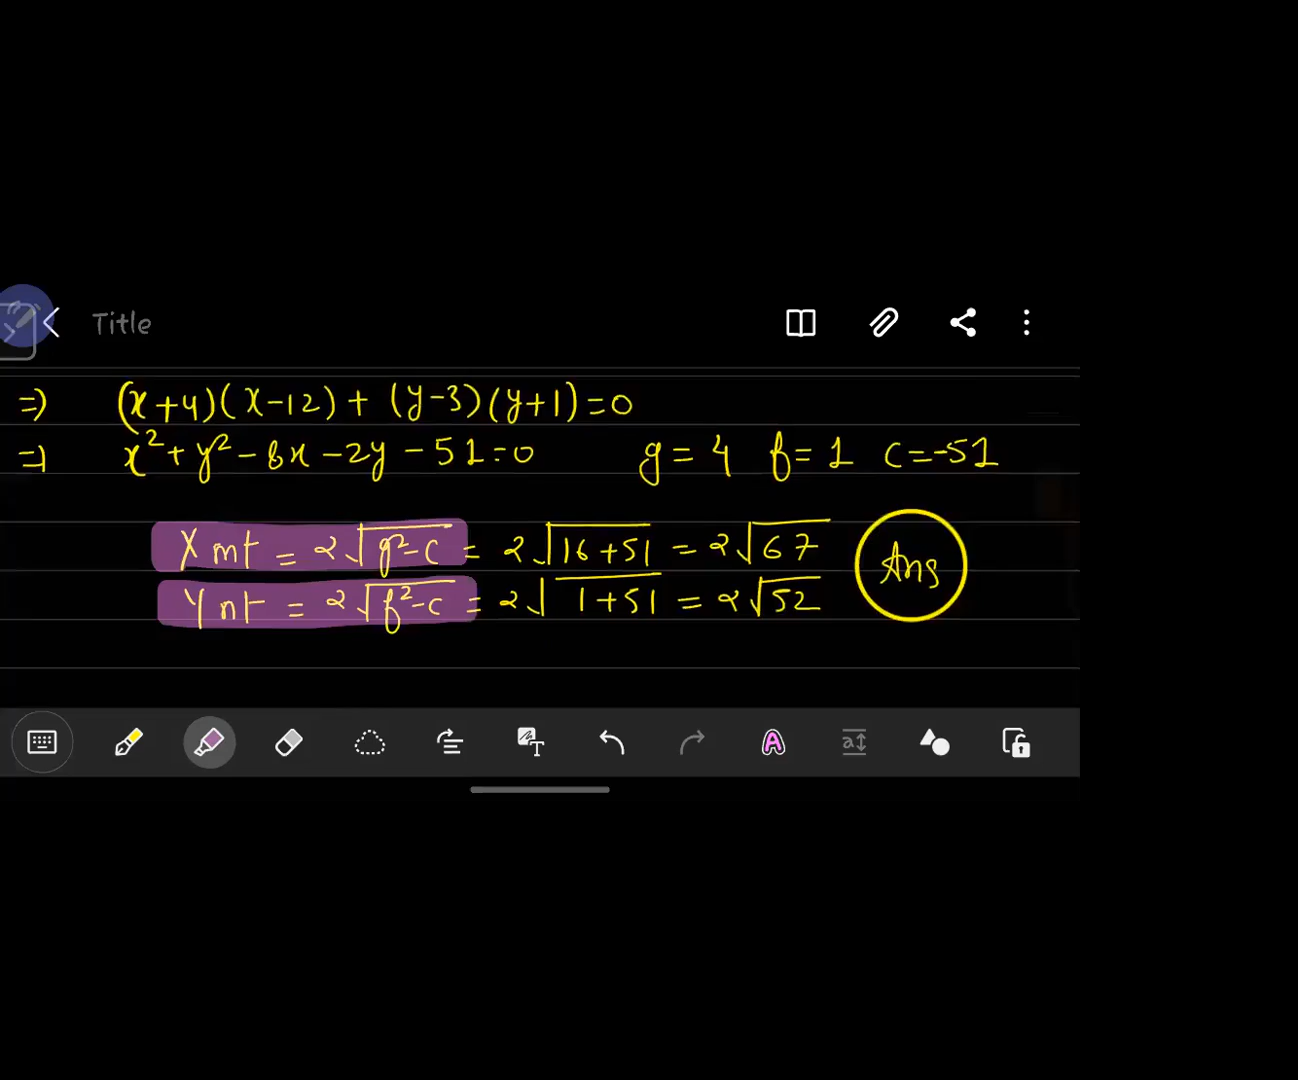 Title
=) (x+4)(x-12) + (y-3)(y+1)=0
=) x²+y²-8x-2y-51=0 g=4 f=1 c=-51
X int = 2√(g²-c) = 2√(16+51) = 2√67
Y int = 2√(f²-c) = 2√(1+51) = 2√52
Ans
T
A
a